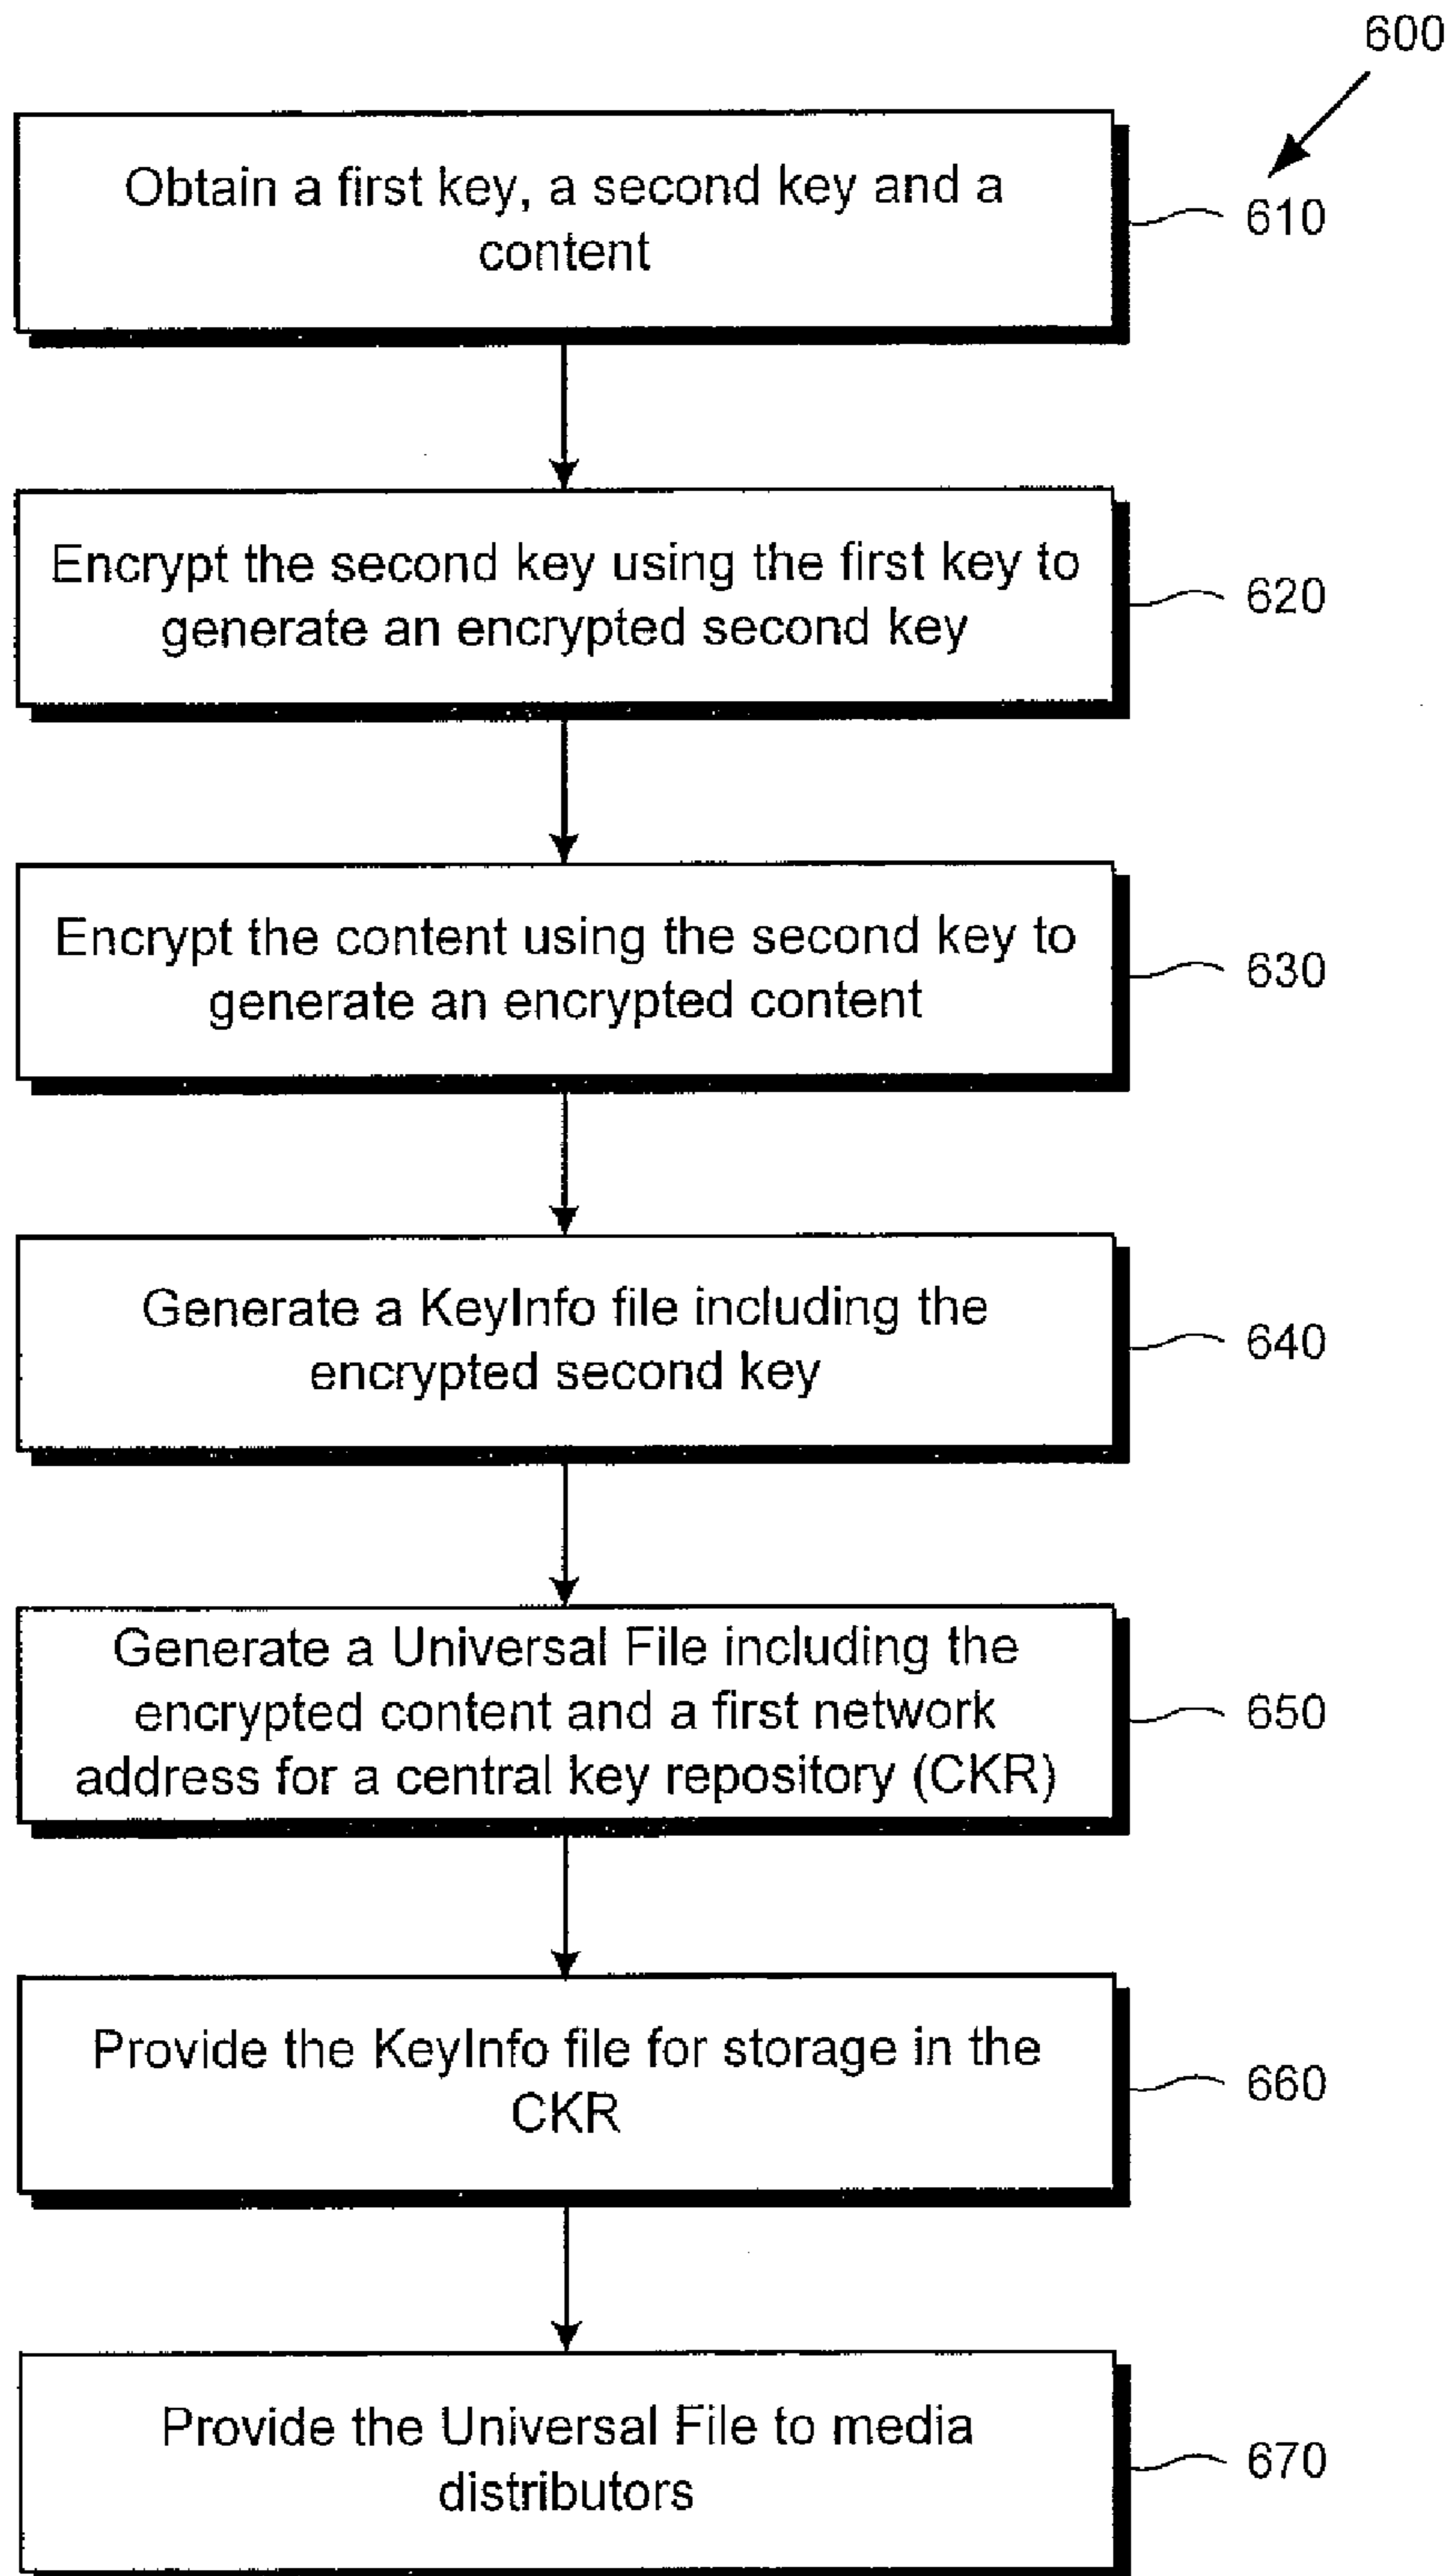 600
Obtain a first key, a second key and a
content
610
Encrypt the second key using the first key to
generate an encrypted second key
620
Encrypt the content using the second key to
generate an encrypted content
630
Generate a KeyInfo file including the
encrypted second key
640
Generate a Universal File including the
encrypted content and a first network
address for a central key repository (CKR)
650
Provide the KeyInfo file for storage in the
CKR
660
Provide the Universal File to media
distributors
670